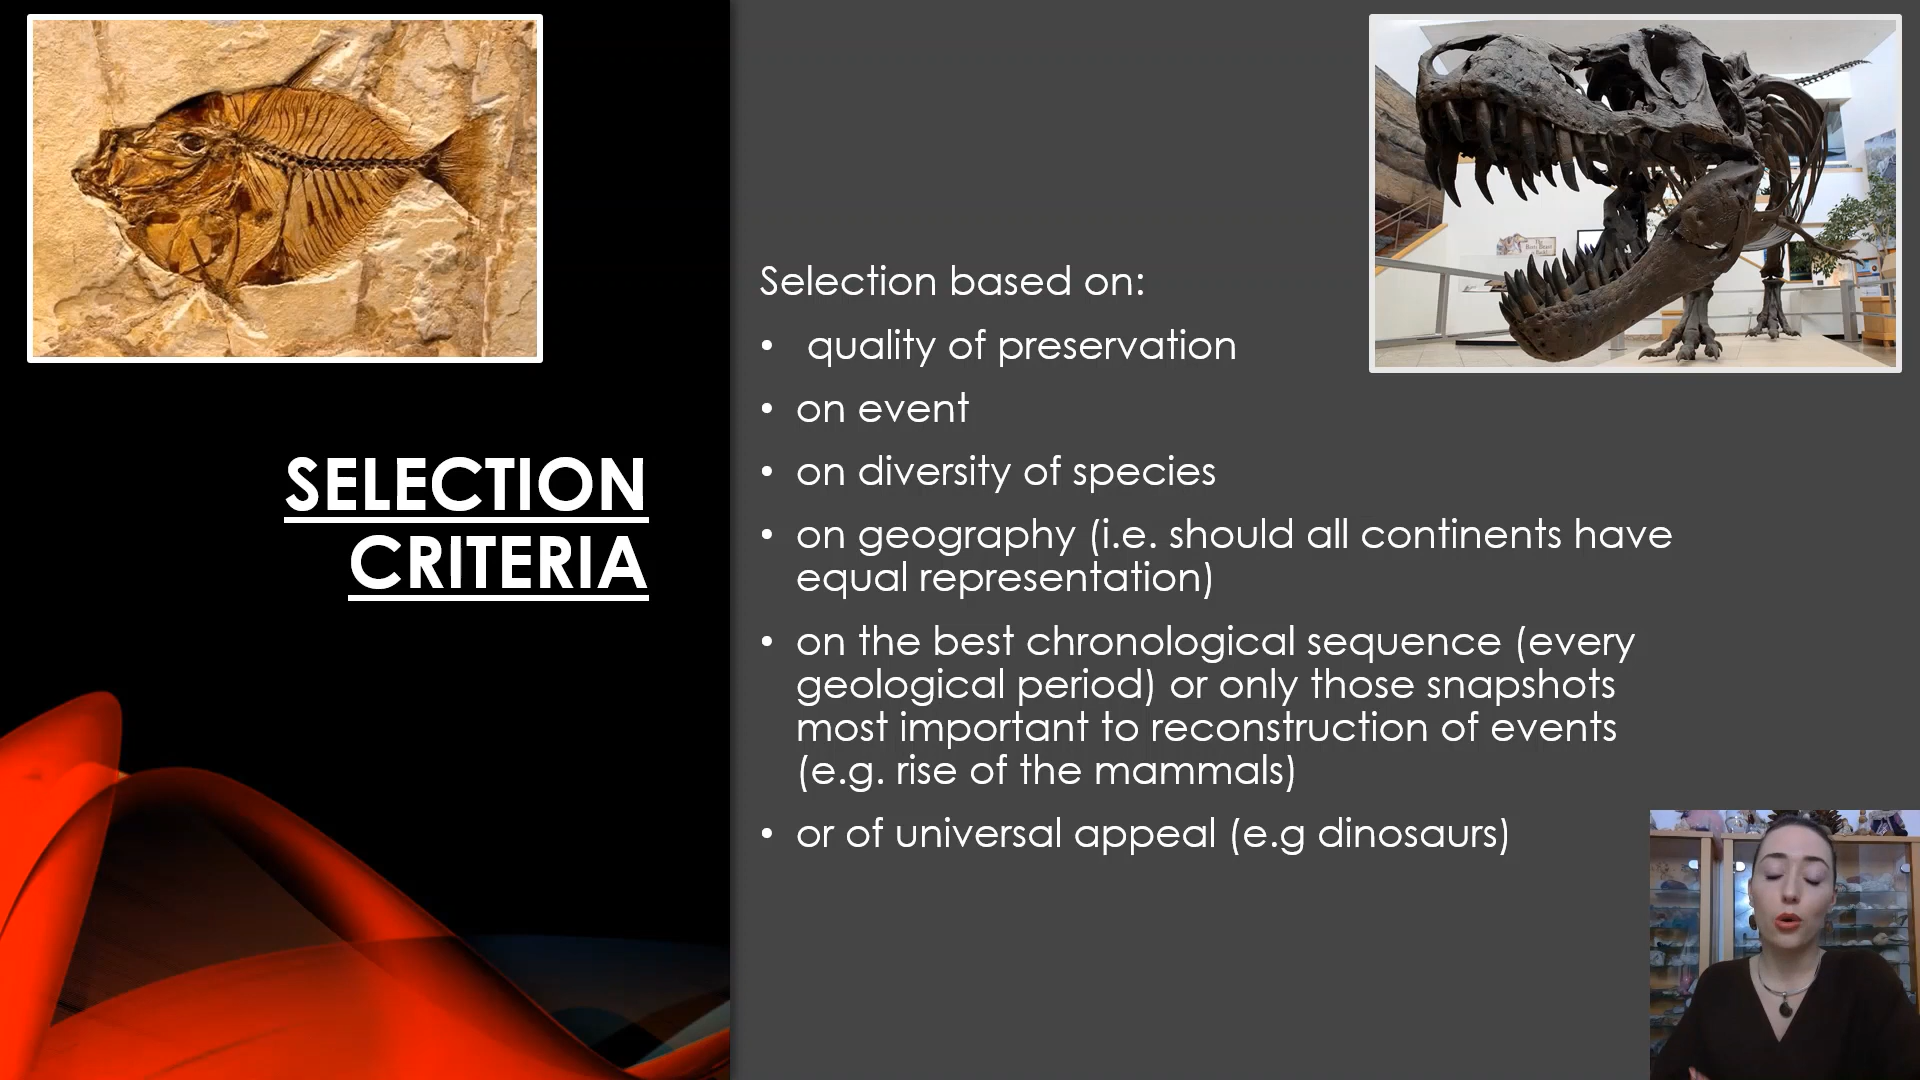 SELECTION
CRITERIA
Selection based on:
• quality of preservation
• on event
• on diversity of species
• on geography (i.e. should all continents have
equal representation)
• on the best chronological sequence (every
geological period) or only those snapshots
most important to reconstruction of events
(e.g. rise of the mammals)
• or of universal appeal (e.g dinosaurs)